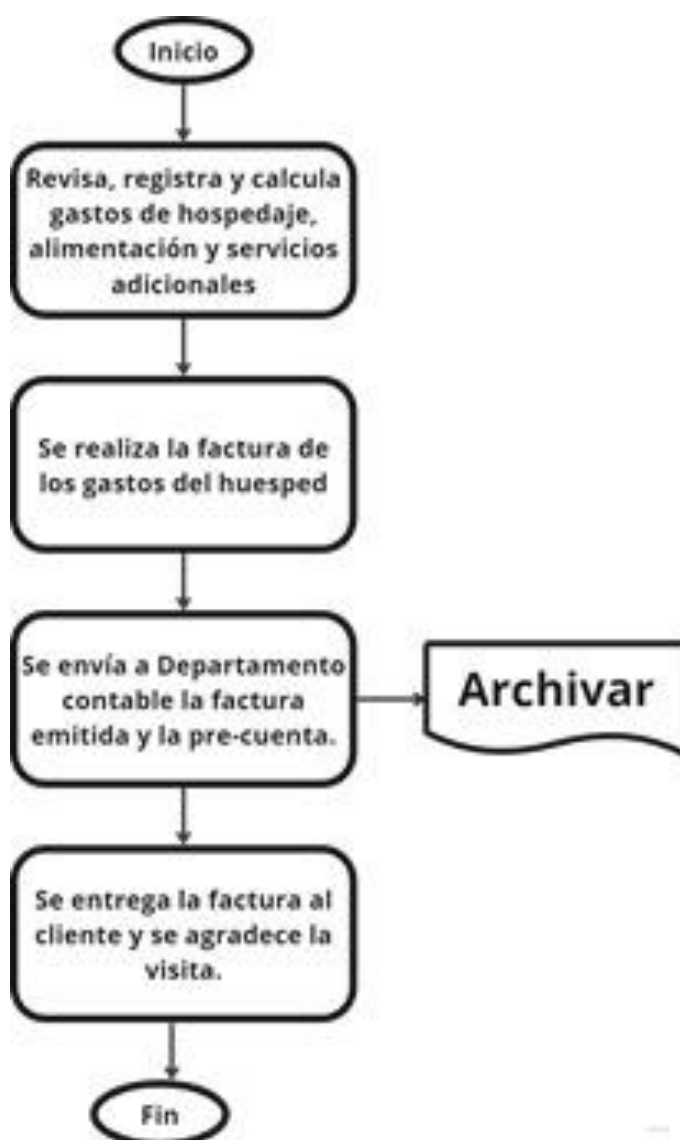 Inicio
Revisa, registra y calcula
gastos de hospedaje,
alimentación y servicios
adicionales
Se realiza la factura de
los gastos del huesped
Se envía a Departamento
contable la factura
emitida y la pre-cuenta.
Archivar
Se entrega la factura al
cliente y se agradece la
visita.
Fin